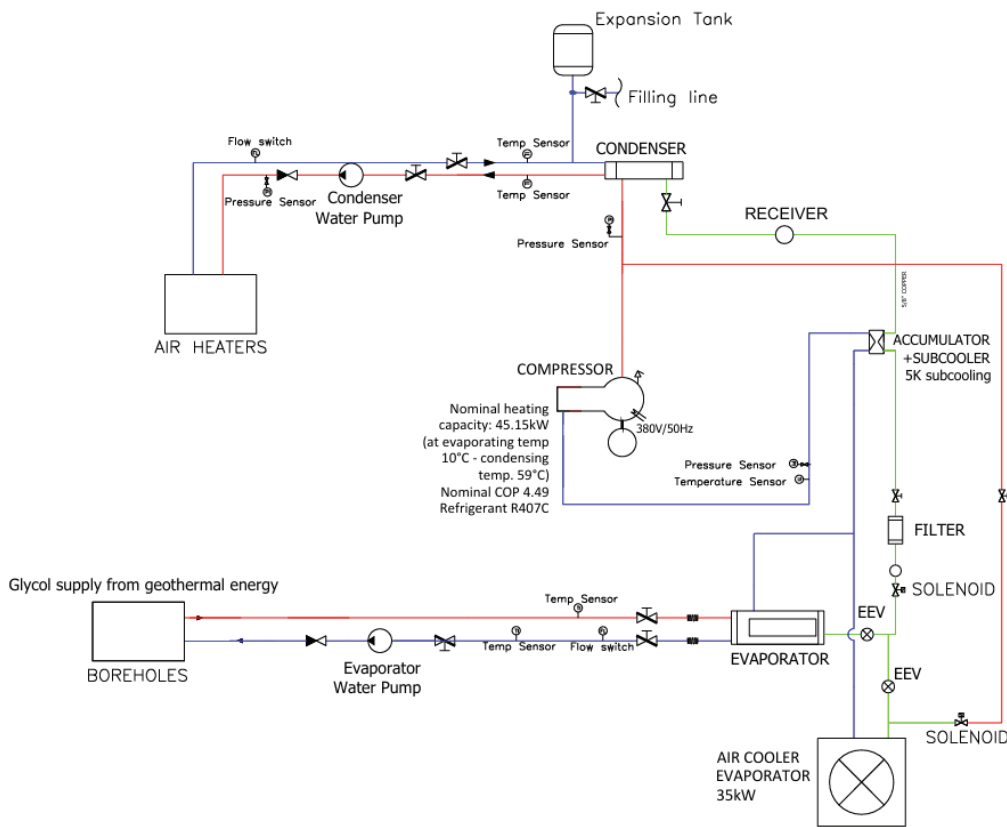 Expansion Tank
Filling line
Flow switch
Temp Sensor
CONDENSER
Pressure Sensor
Condenser
Water Pump
Temp Sensor
RECEIVER
Pressure Sensor
5/8" COPPER
AIR HEATERS
ACCUMULATOR
+SUBCOOLER
5K subcooling
COMPRESSOR
Nominal heating
capacity: 45.15kW
(at evaporating temp
10°C - condensing
temp. 59°C)
Nominal COP 4.49
Refrigerant R407C
380V/50Hz
Pressure Sensor
Temperature Sensor
FILTER
SOLENOID
Glycol supply from geothermal energy
Temp Sensor
EEV
BOREHOLES
Evaporator
Water Pump
Temp Sensor
Flow switch
EVAPORATOR
EEV
SOLENOID
AIR COOLER
EVAPORATOR
35kW